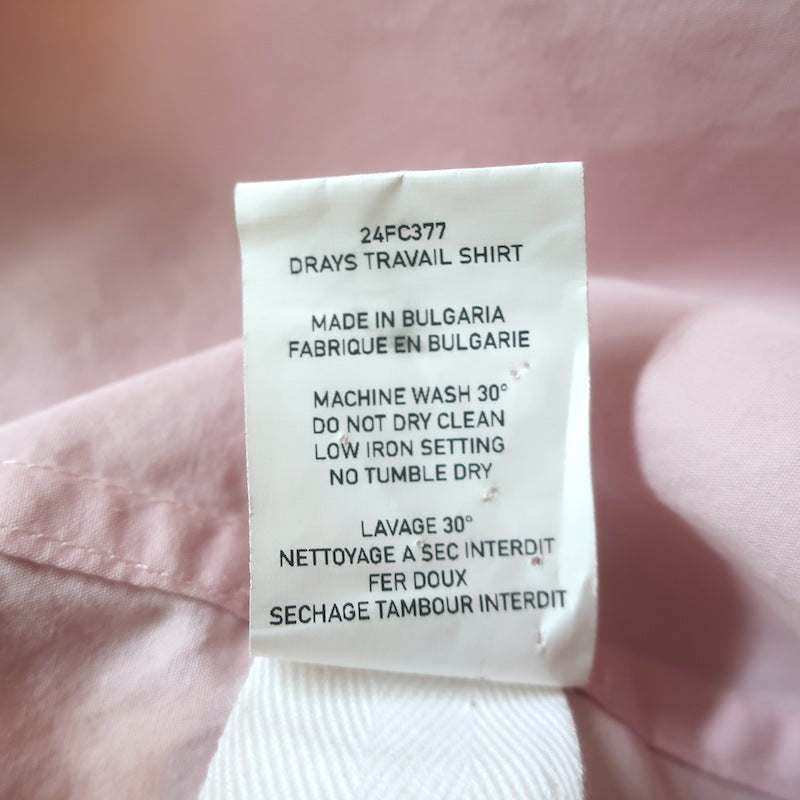 24FC377
DRAYS TRAVAIL SHIRT
MADE IN BULGARIA
FABRIQUE EN BULGARIE
MACHINE WASH 30°
DO NOT DRY CLEAN
LOW IRON SETTING
NO TUMBLE DRY
LAVAGE 30°
NETTOYAGE A SEC INTERDIT
FER DOUX
SECHAGE TAMBOUR INTERDIT